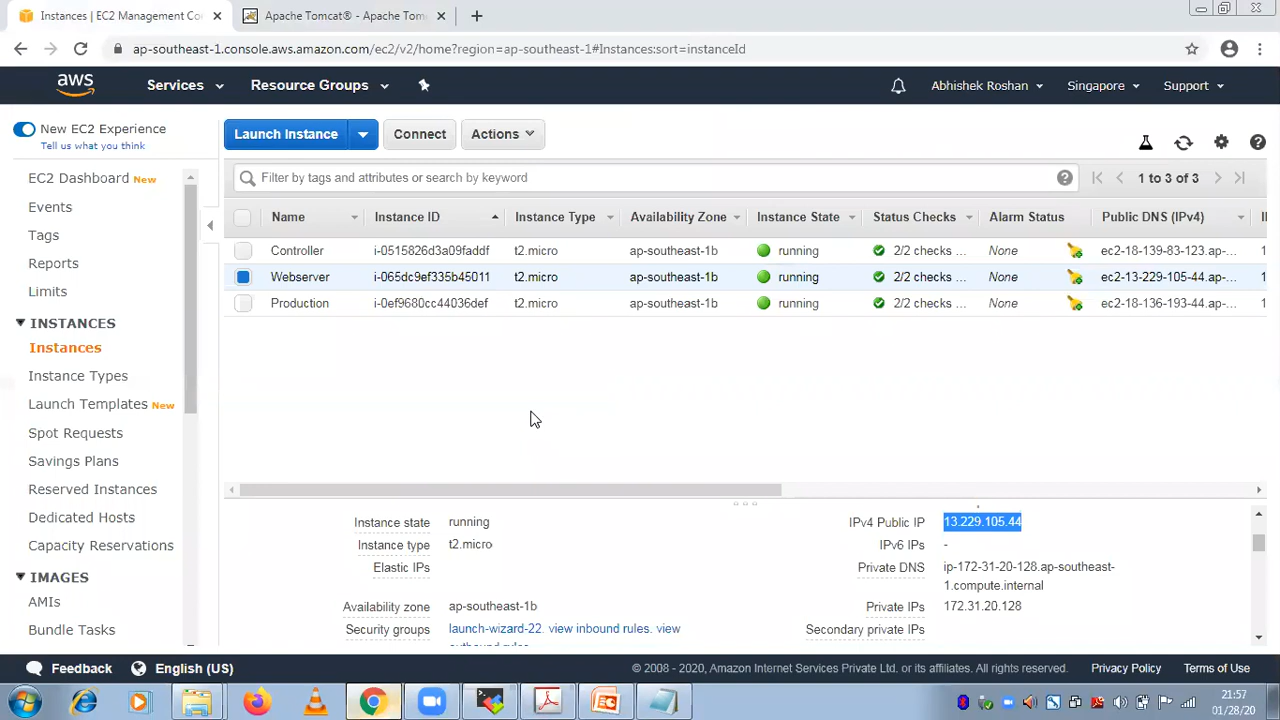 Instances | EC2 Management Co
Apache Tomcat® - Apache Tom
ap-southeast-1.console.aws.amazon.com/ec2/v2/home?region=ap-southeast-1#Instances:sort=instanceId
aws
Services
Resource Groups
Abhishek Roshan
Singapore
Support
New EC2 Experience
Tell us what you think
Launch Instance
Connect
Actions
Filter by tags and attributes or search by keyword
1 to 3 of 3
EC2 Dashboard New
Events
Tags
Reports
Limits
INSTANCES
Instances
Instance Types
Launch Templates New
Spot Requests
Savings Plans
Reserved Instances
Dedicated Hosts
Capacity Reservations
IMAGES
AMIs
Bundle Tasks
Name Instance ID Instance Type Availability Zone Instance State Status Checks Alarm Status Public DNS (IPv4)
Controller i-0515826d3a09faddf t2.micro ap-southeast-1b running 2/2 checks ... None ec2-18-139-83-123.ap-...
Webserver i-065dc9ef335b45011 t2.micro ap-southeast-1b running 2/2 checks ... None ec2-13-229-105-44.ap-...
Production i-0ef9680cc44036def t2.micro ap-southeast-1b running 2/2 checks ... None ec2-18-136-193-44.ap-...
Instance state running
Instance type t2.micro
Elastic IPs
Availability zone ap-southeast-1b
Security groups launch-wizard-22. view inbound rules. view
IPv4 Public IP 13.229.105.44
IPv6 IPs -
Private DNS ip-172-31-20-128.ap-southeast-
1.compute.internal
Private IPs 172.31.20.128
Secondary private IPs
Feedback
English (US)
© 2008 - 2020, Amazon Internet Services Private Ltd. or its affiliates. All rights reserved.
Privacy Policy
Terms of Use
21:57
01/28/20